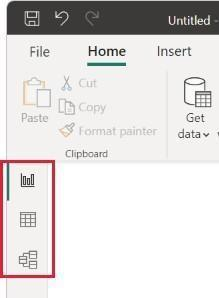 Untitled -
File Home Insert
Cut
Copy
Paste
Format painter
Get
data
Clipboard